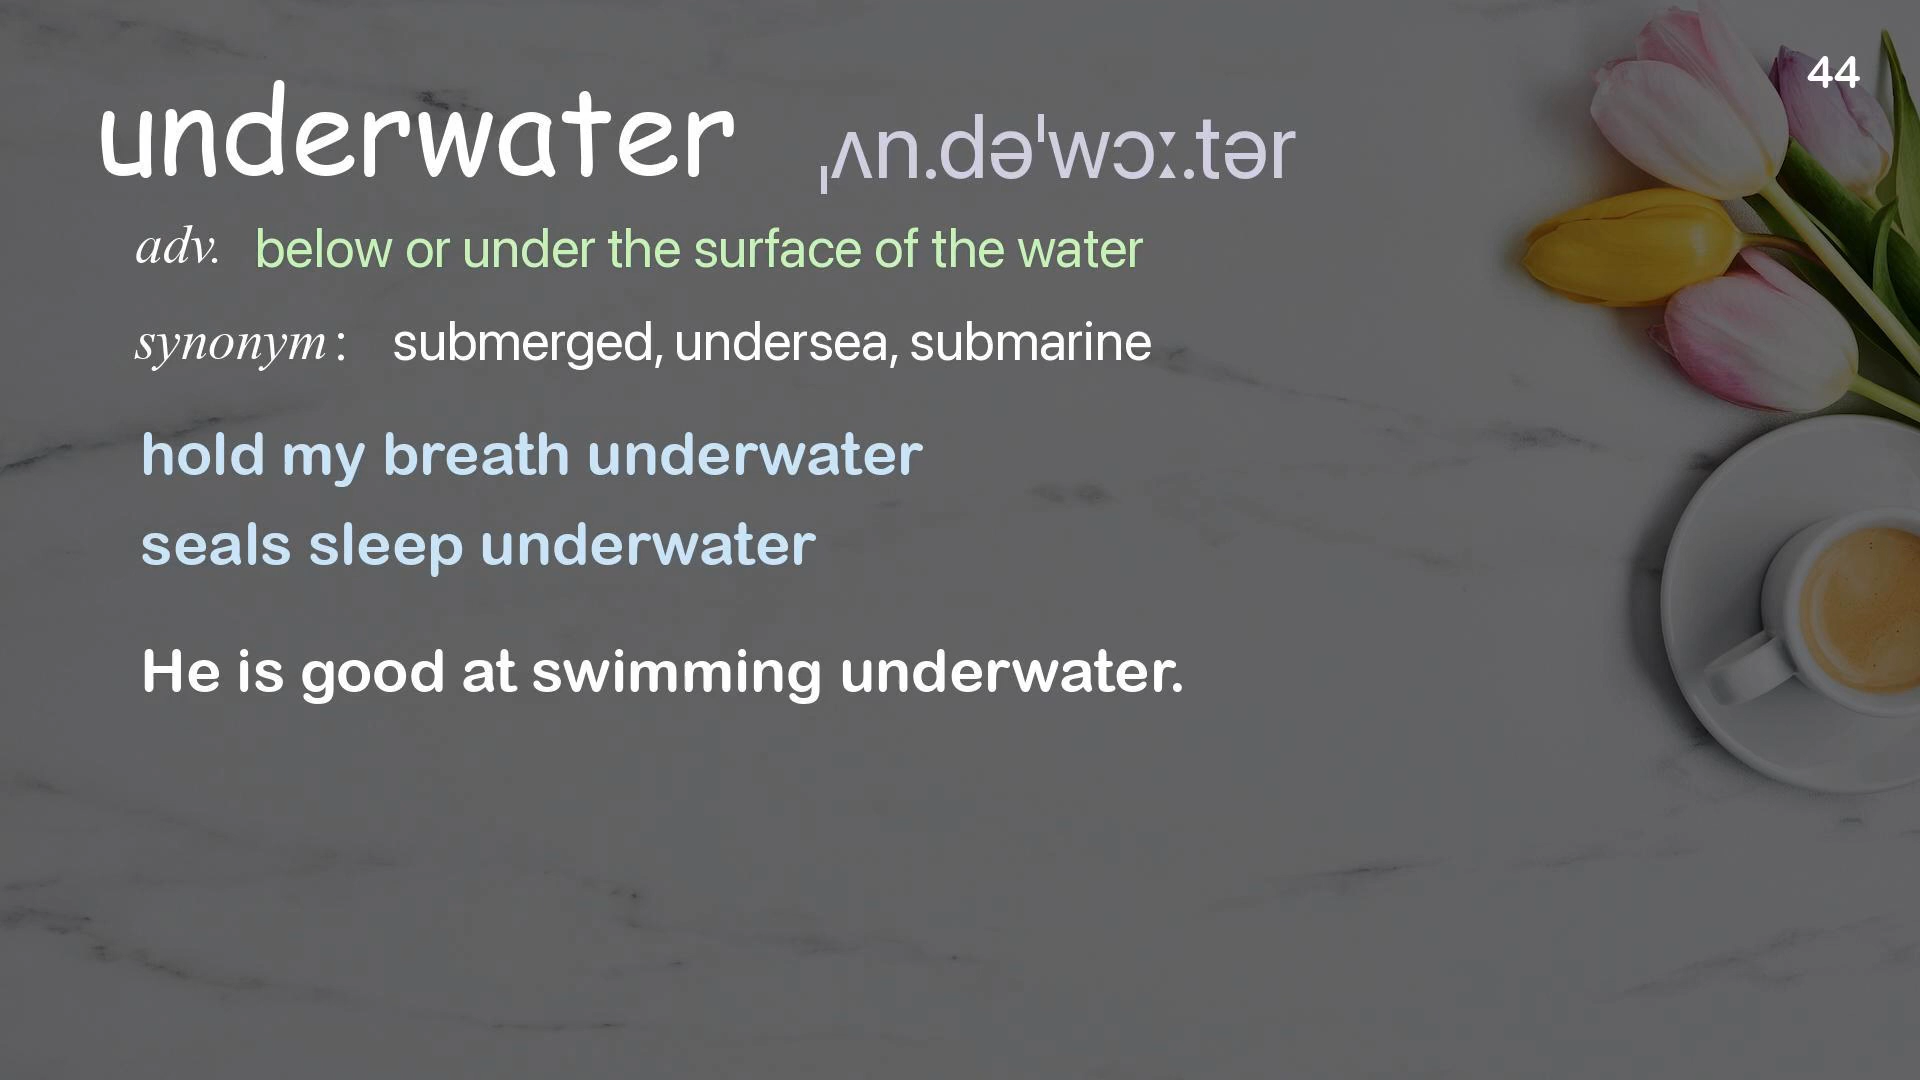 44
underwater ˌʌn.dəˈwɔː.tər
adv. below or under the surface of the water
synonym : submerged, undersea, submarine
hold my breath underwater
seals sleep underwater
He is good at swimming underwater.